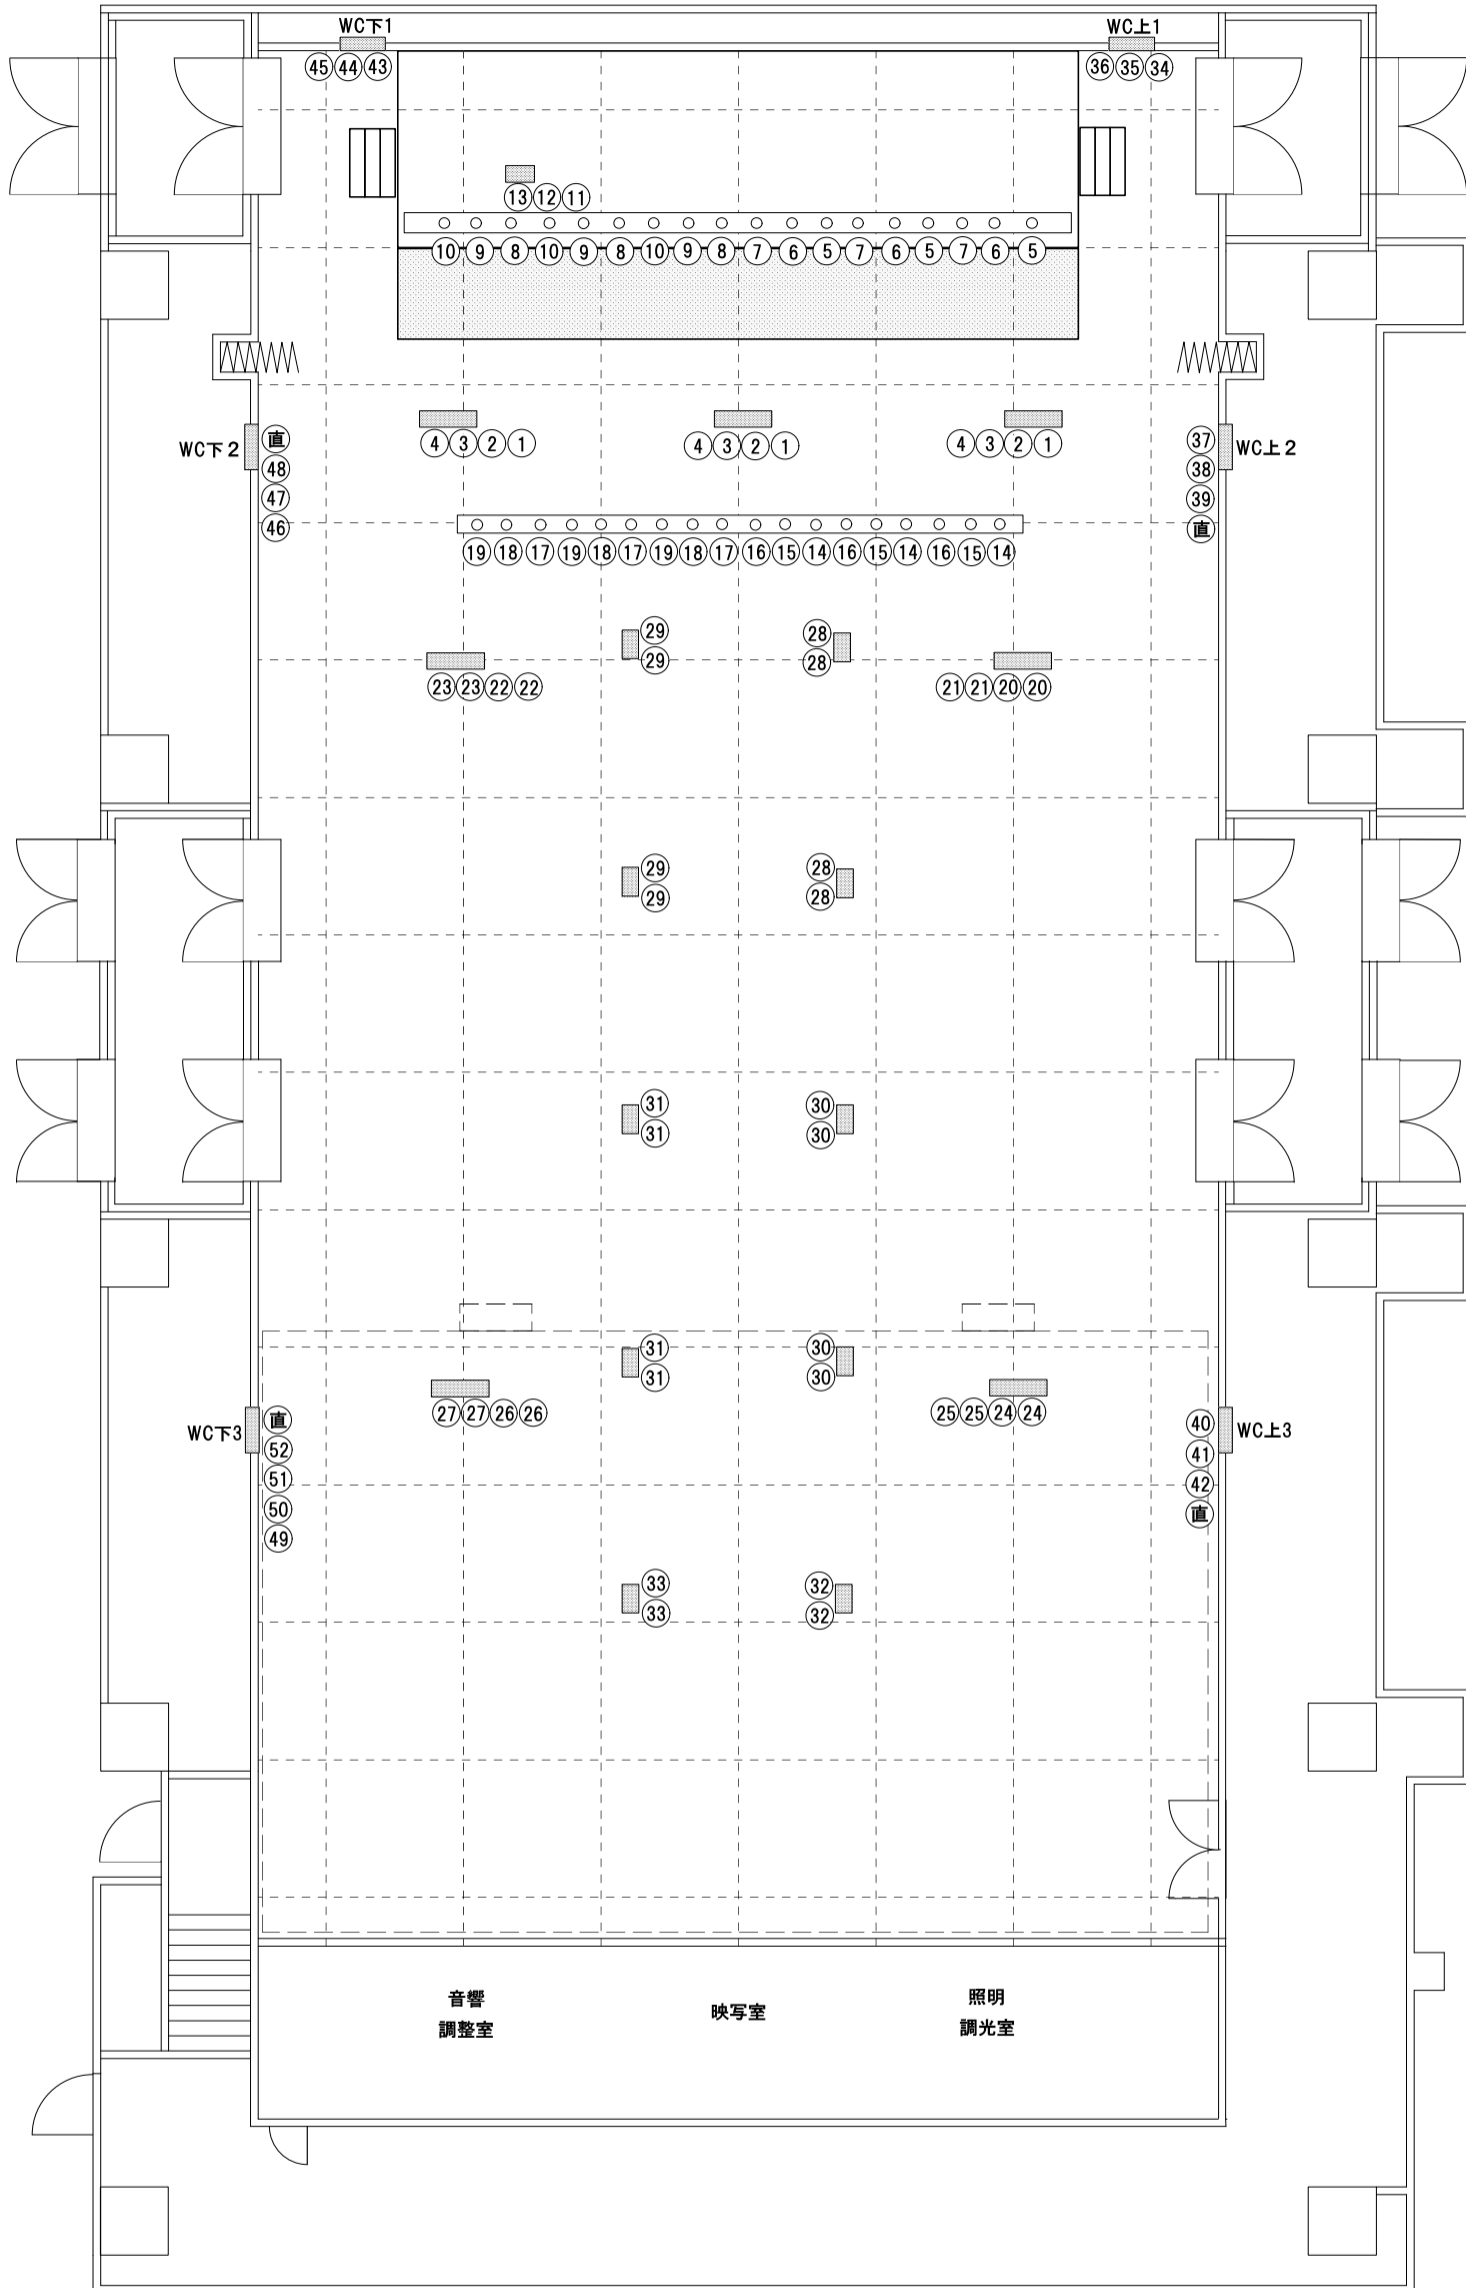 WC下1 WC上1
㊺ ㊹ ㊸ ㊱ ㉟ ㉞
⑬ ⑫ ⑪
⑩ ⑨ ⑧ ⑩ ⑨ ⑧ ⑩ ⑨ ⑧ ⑦ ⑥ ⑤ ⑦ ⑥ ⑤ ⑦ ⑥ ⑤
④ ③ ② ① ④ ③ ② ① ④ ③ ② ①
WC下2
直
㊽
㊼
㊻
㊲
㊳
㊴
直
WC上2
⑲ ⑱ ⑰ ⑲ ⑱ ⑰ ⑲ ⑱ ⑰ ⑯ ⑮ ⑭ ⑯ ⑮ ⑭ ⑯ ⑮ ⑭
㉙ ㉘
㉙ ㉘
㉓ ㉓ ㉒ ㉒ ㉑ ㉑ ⑳ ⑳
㉙ ㉘
㉙ ㉘
㉛ ㉚
㉛ ㉚
㉛ ㉚
㉛ ㉚
㉗ ㉗ ㉖ ㉖ ㉕ ㉕ ㉔ ㉔
WC下3
直
52
51
㊿
㊾
㊵
㊶
㊷
直
WC上3
㉝ ㉜
㉝ ㉜
音響
調整室
映写室
照明
調光室